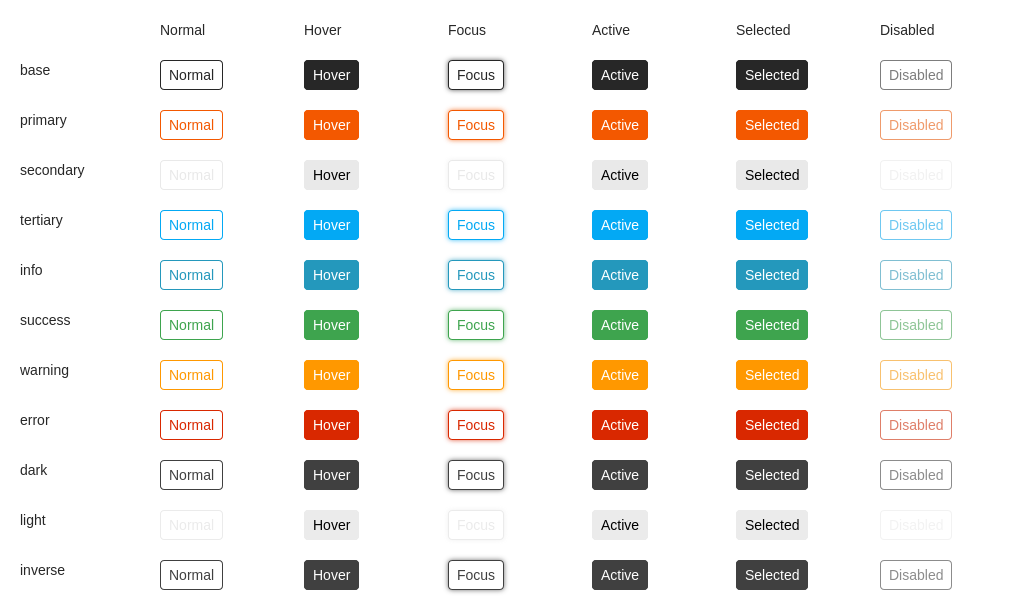 Normal Hover Focus Active Selected Disabled
base Normal Hover Focus Active Selected Disabled
primary Normal Hover Focus Active Selected Disabled
secondary Normal Hover Focus Active Selected Disabled
tertiary Normal Hover Focus Active Selected Disabled
info Normal Hover Focus Active Selected Disabled
success Normal Hover Focus Active Selected Disabled
warning Normal Hover Focus Active Selected Disabled
error Normal Hover Focus Active Selected Disabled
dark Normal Hover Focus Active Selected Disabled
light Normal Hover Focus Active Selected Disabled
inverse Normal Hover Focus Active Selected Disabled